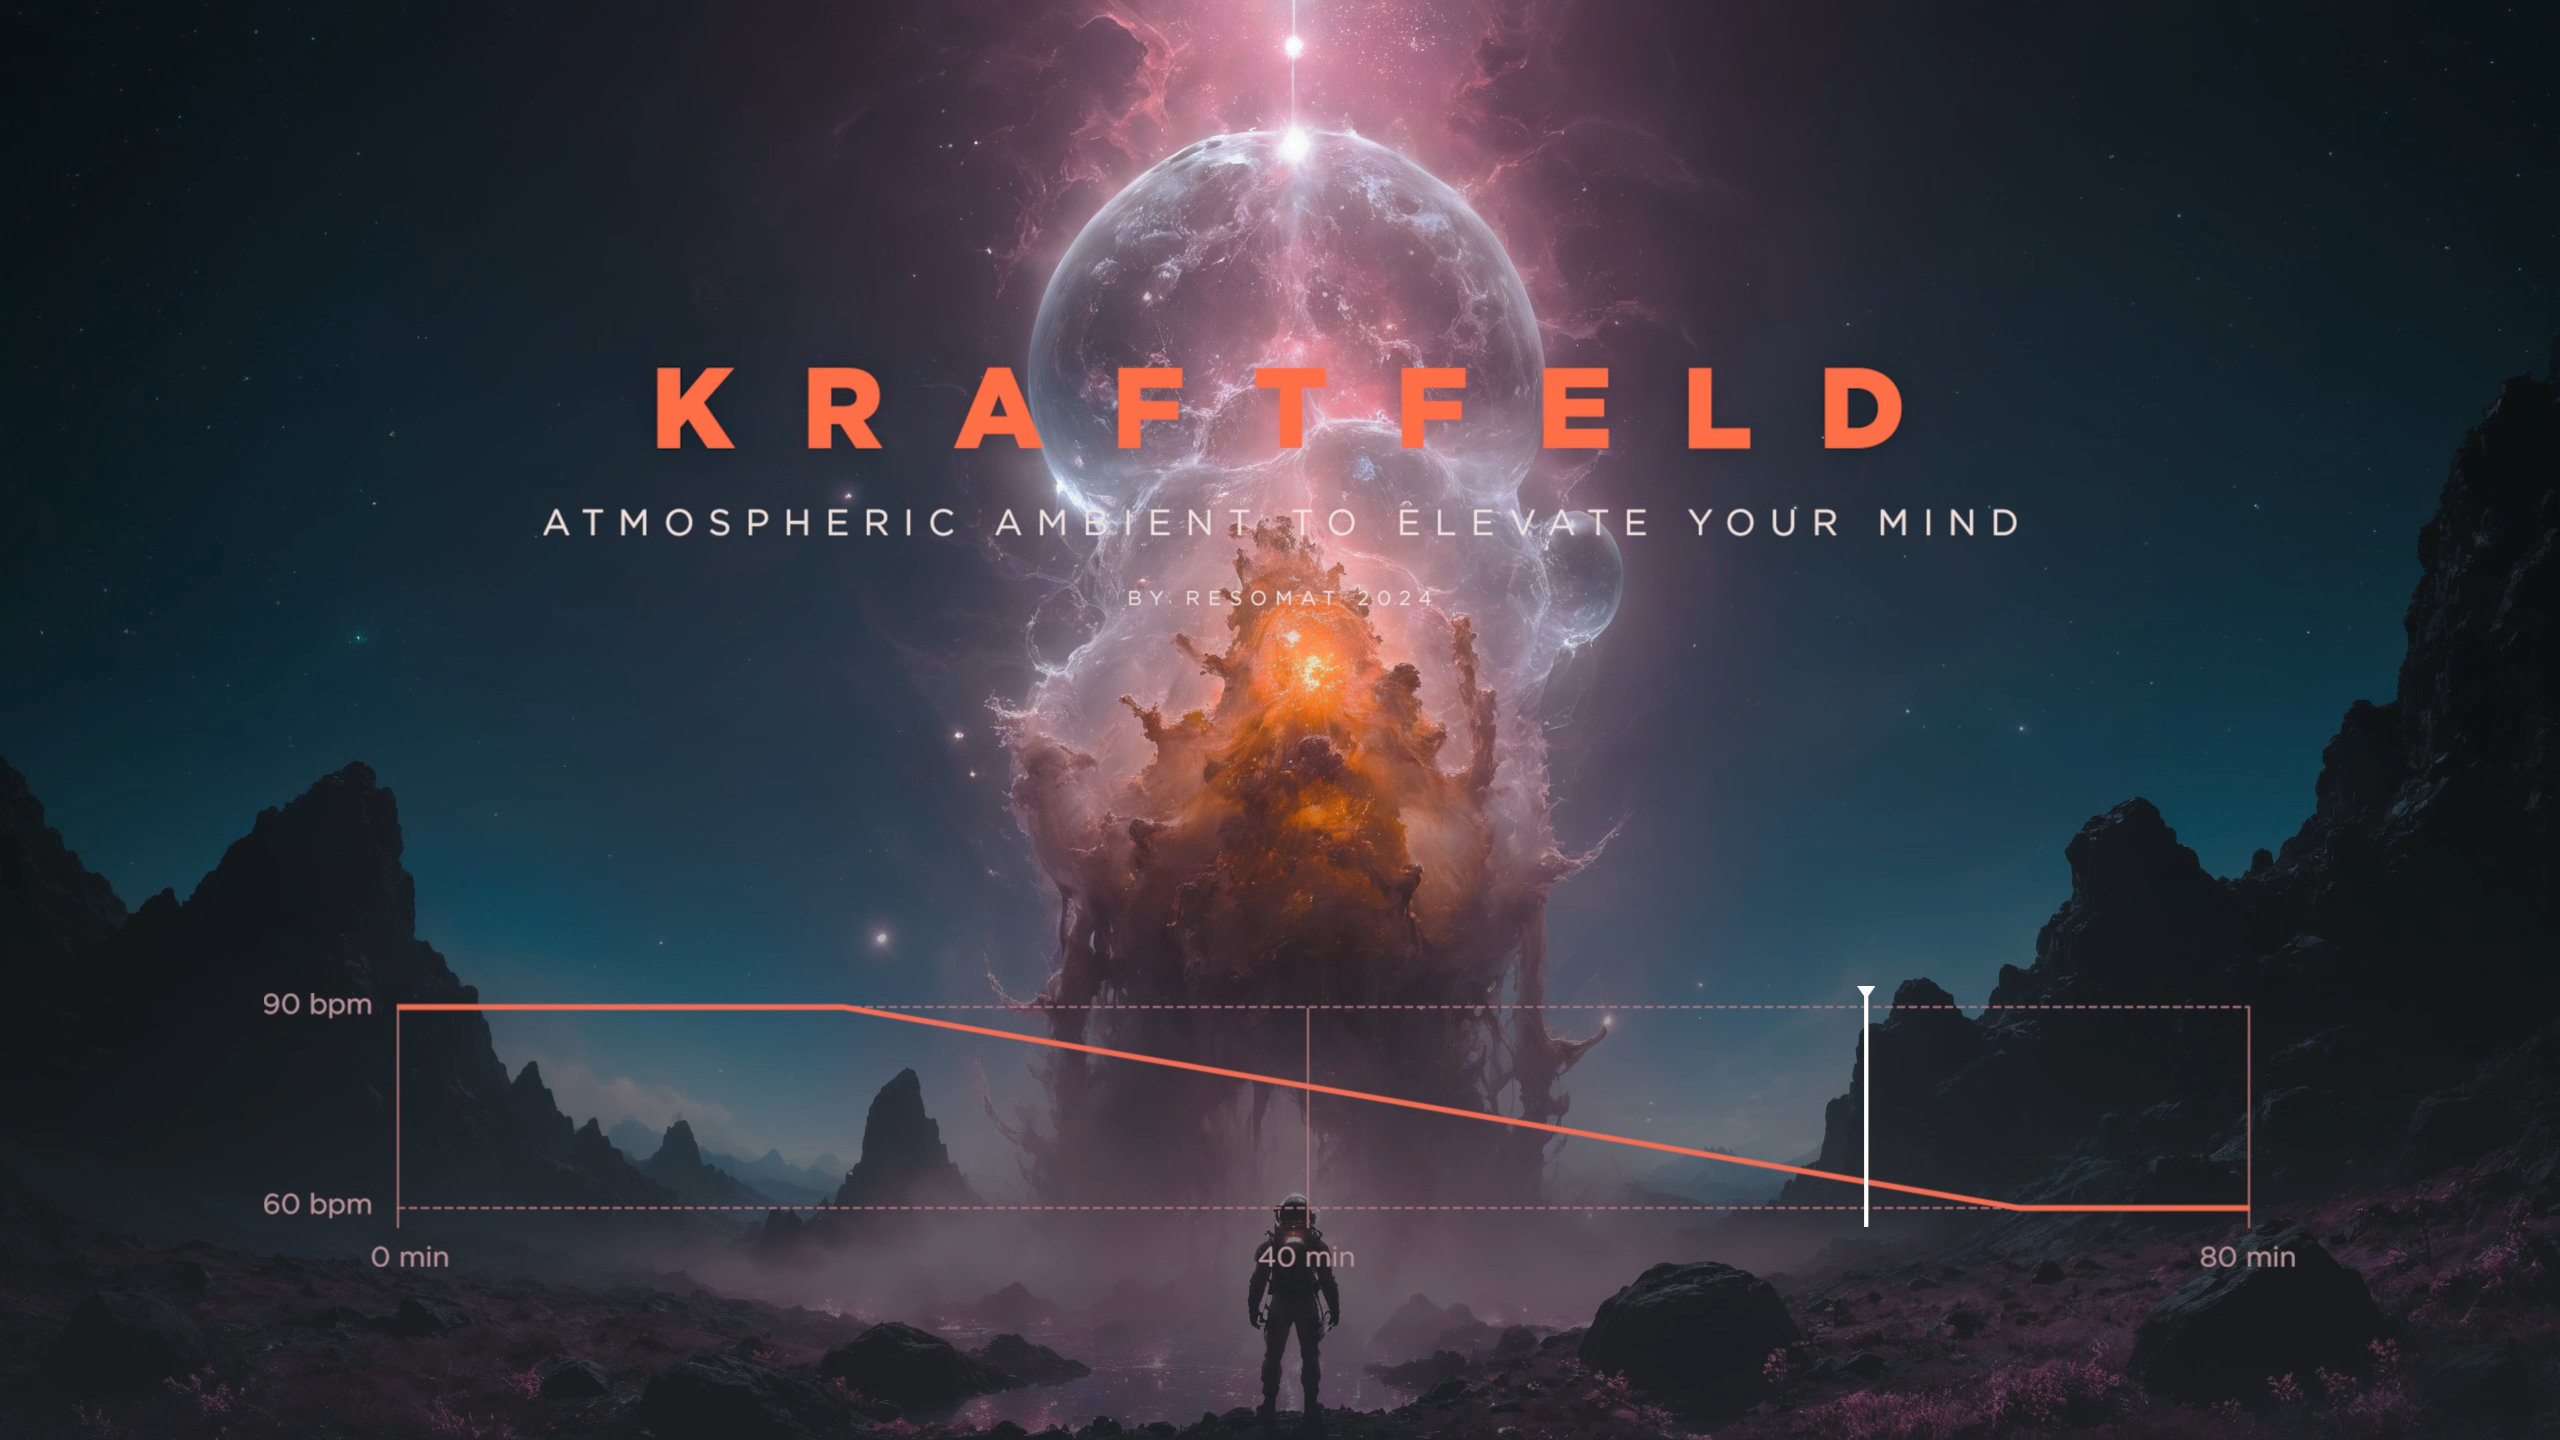 KRAFTFELD
ATMOSPHERIC AMBIENT TO ELEVATE YOUR MIND
BY RESOMAT 2024
90 bpm
60 bpm
0 min 40 min 80 min